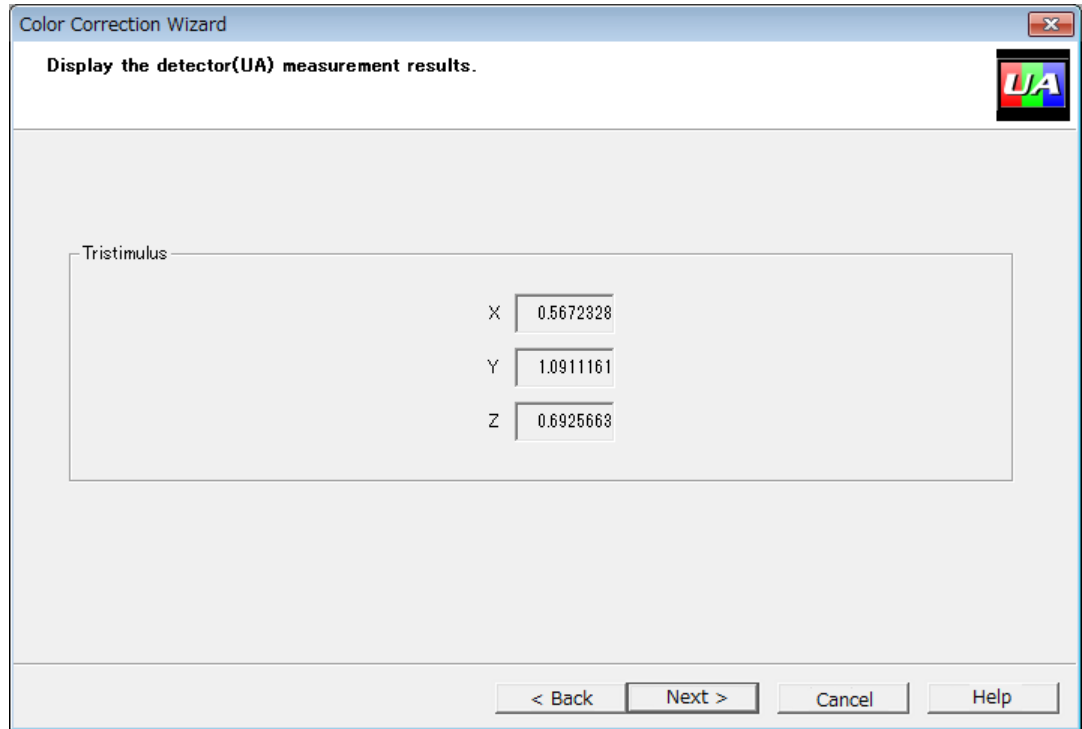 Color Correction Wizard
Display the detector(UA) measurement results.
UA
Tristimulus
X 0.5672328
Y 1.0911161
Z 0.6925663
< Back Next > Cancel Help